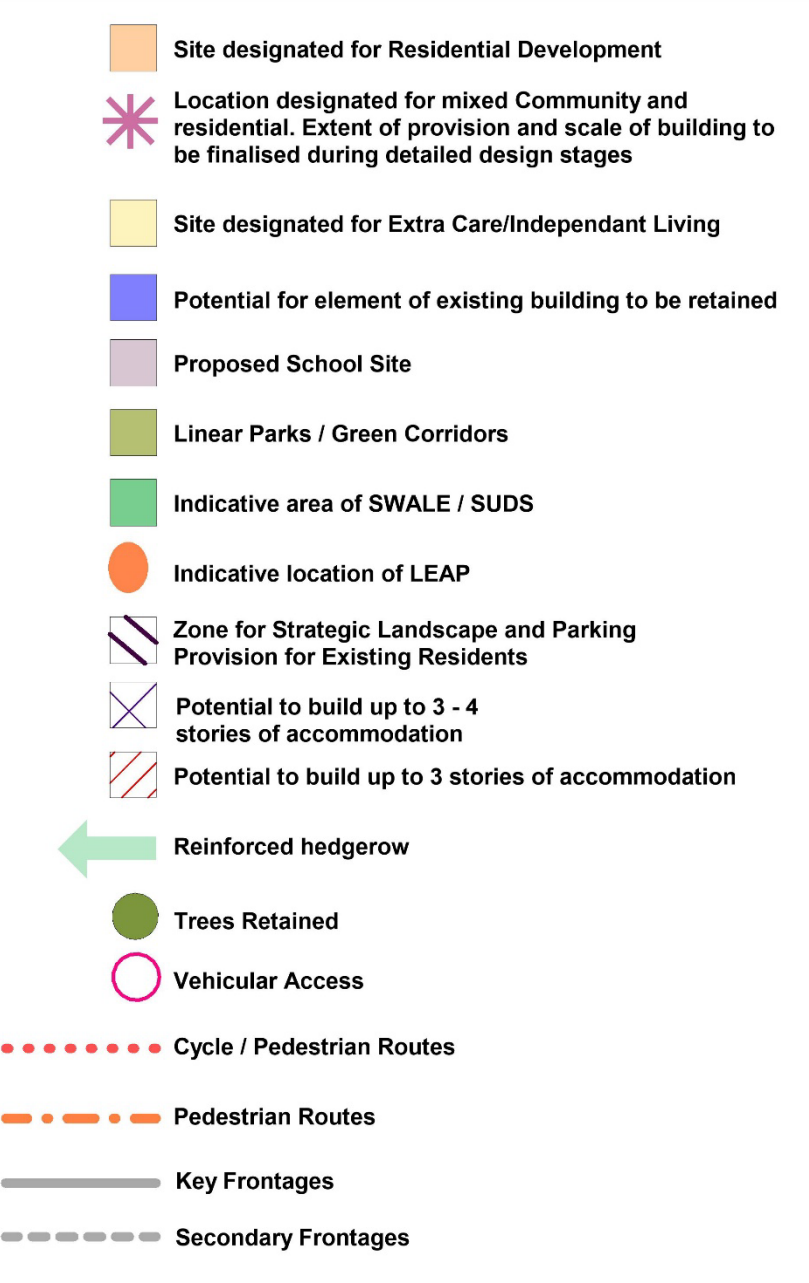 Site designated for Residential Development
Location designated for mixed Community and
residential. Extent of provision and scale of building to
be finalised during detailed design stages
Site designated for Extra Care/Independant Living
Potential for element of existing building to be retained
Proposed School Site
Linear Parks / Green Corridors
Indicative area of SWALE / SUDS
Indicative location of LEAP
Zone for Strategic Landscape and Parking
Provision for Existing Residents
Potential to build up to 3 - 4
stories of accommodation
Potential to build up to 3 stories of accommodation
Reinforced hedgerow
Trees Retained
Vehicular Access
Cycle / Pedestrian Routes
Pedestrian Routes
Key Frontages
Secondary Frontages